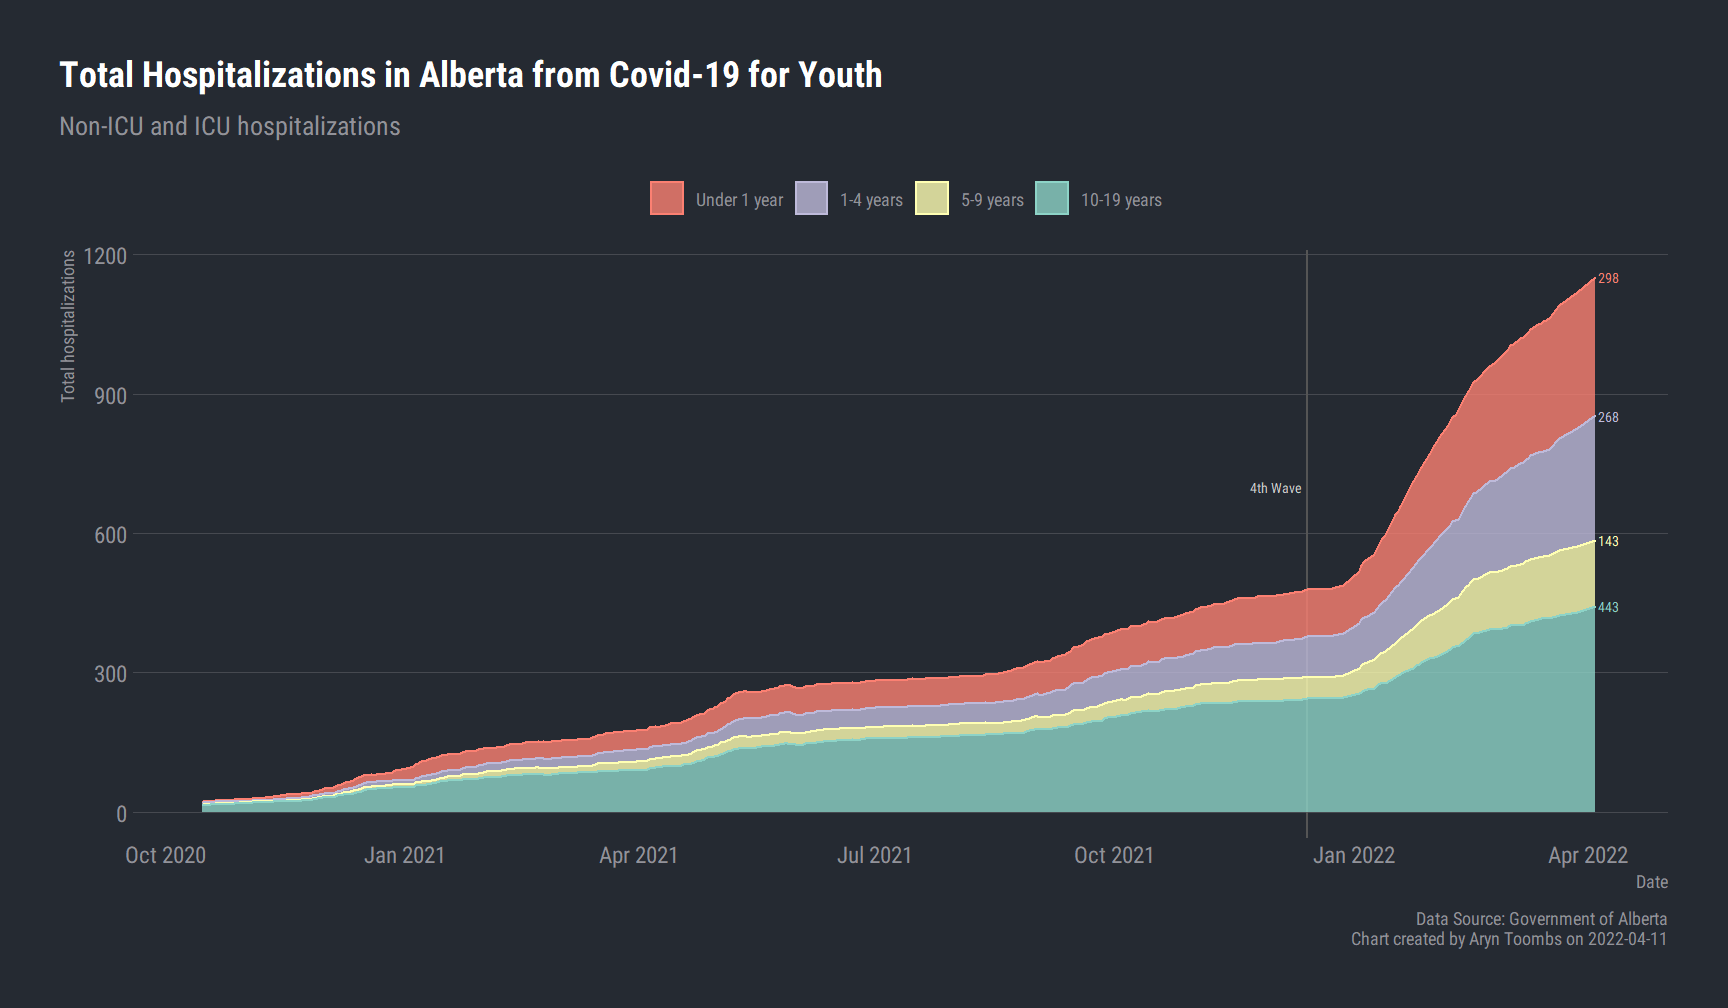 Total Hospitalizations in Alberta from Covid-19 for Youth
Non-ICU and ICU hospitalizations
Under 1 year 1-4 years 5-9 years 10-19 years
Total hospitalizations
1200
900
600
300
0
4th Wave
298
268
143
443
Oct 2020 Jan 2021 Apr 2021 Jul 2021 Oct 2021 Jan 2022 Apr 2022
Date
Data Source: Government of Alberta
Chart created by Aryn Toombs on 2022-04-11